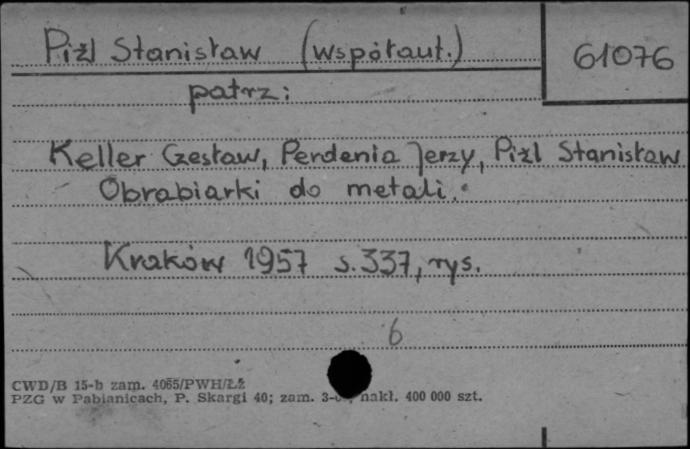 Piżl Stanisław (współaut.)
61076
patrz:
Keller Czesław, Perdenia Jerzy, Piżl Stanisław
Obrabiarki do metali.
Kraków 1957 s. 337, rys.
6
CWD/B 15-b zam. 4065/PWH/ŁŻ
PZG w Pabianicach, P. Skargi 40; zam. nakł. 400 000 szt.